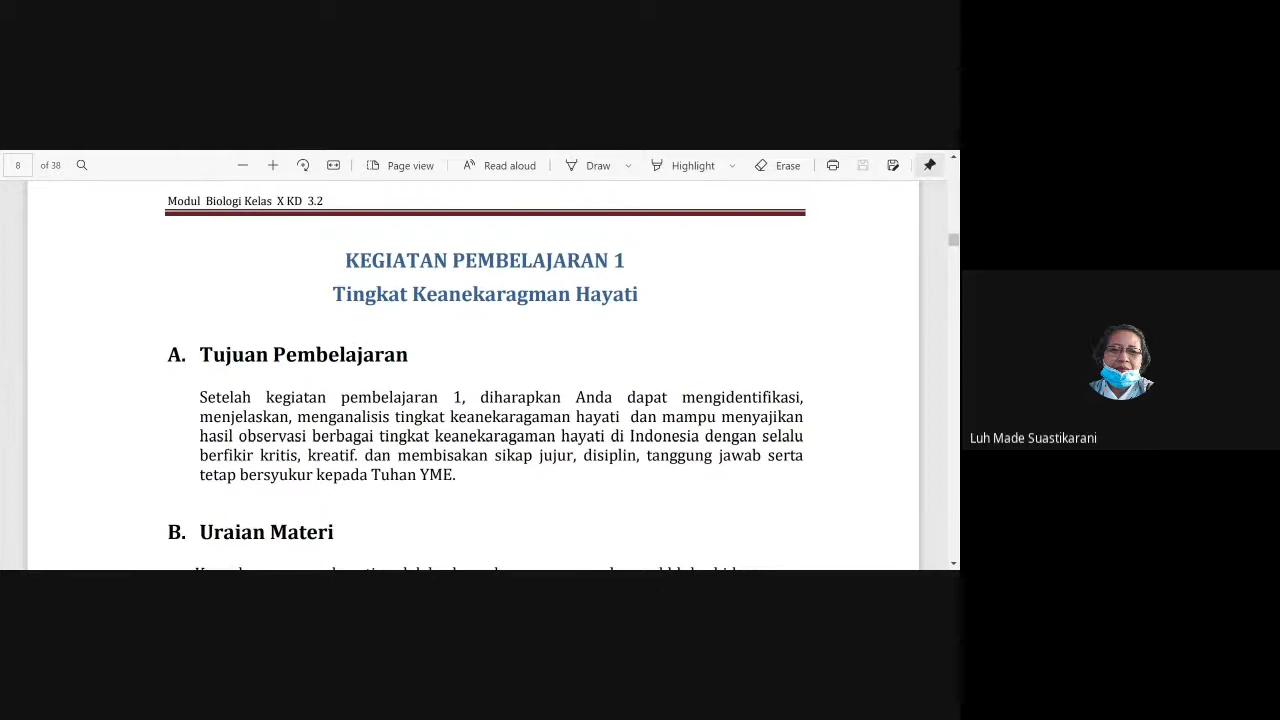 8 of 38 Page view Read aloud Draw Highlight Erase
Modul Biologi Kelas X KD 3.2
KEGIATAN PEMBELAJARAN 1
Tingkat Keanekaragman Hayati
A. Tujuan Pembelajaran
Setelah kegiatan pembelajaran 1, diharapkan Anda dapat mengidentifikasi,
menjelaskan, menganalisis tingkat keanekaragaman hayati dan mampu menyajikan
hasil observasi berbagai tingkat keanekaragaman hayati di Indonesia dengan selalu
berfikir kritis, kreatif. dan membisakan sikap jujur, disiplin, tanggung jawab serta
tetap bersyukur kepada Tuhan YME.
B. Uraian Materi
Luh Made Suastikarani